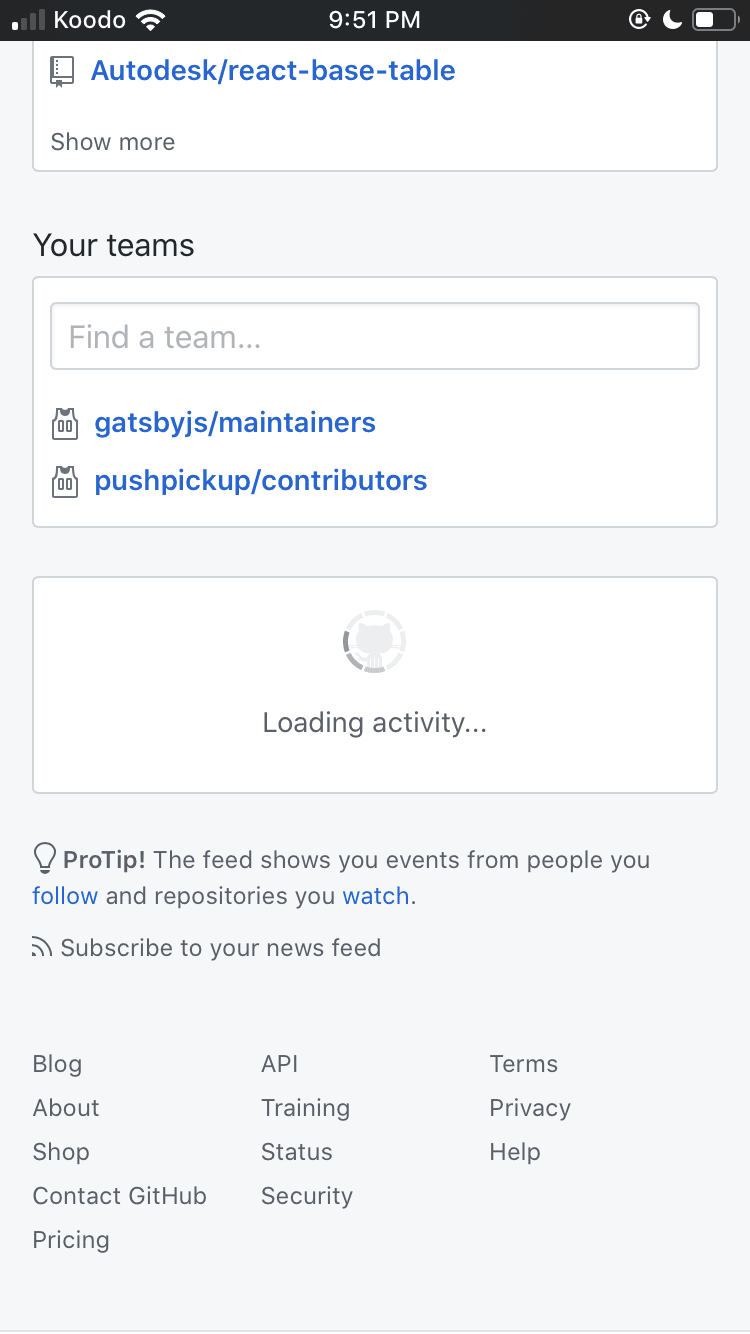 Koodo 9:51 PM
Autodesk/react-base-table
Show more
Your teams
Find a team...
gatsbyjs/maintainers
pushpickup/contributors
Loading activity...
ProTip! The feed shows you events from people you
follow and repositories you watch.
Subscribe to your news feed
Blog API Terms
About Training Privacy
Shop Status Help
Contact GitHub Security
Pricing